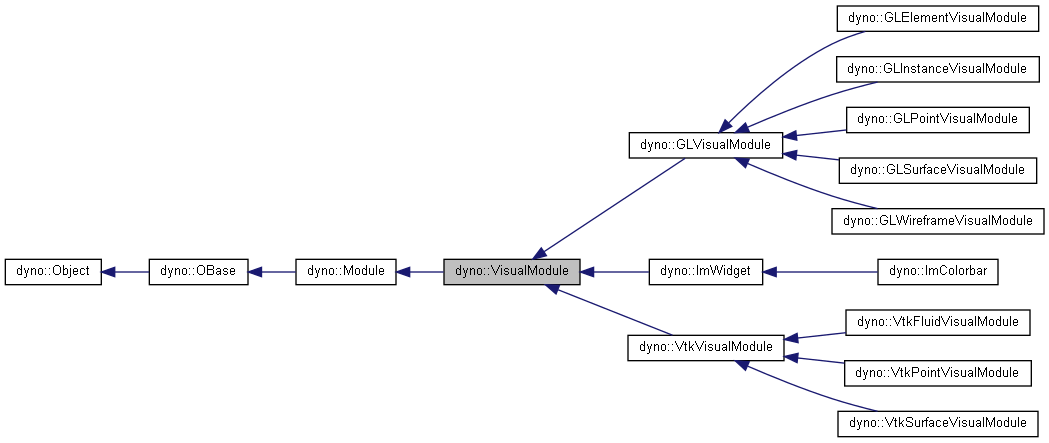 dyno::GLElementVisualModule
dyno::GLInstanceVisualModule
dyno::GLPointVisualModule
dyno::GLVisualModule
dyno::GLSurfaceVisualModule
dyno::GLWireframeVisualModule
dyno::Object
dyno::OBase
dyno::Module
dyno::VisualModule
dyno::ImWidget
dyno::ImColorbar
dyno::VtkFluidVisualModule
dyno::VtkVisualModule
dyno::VtkPointVisualModule
dyno::VtkSurfaceVisualModule